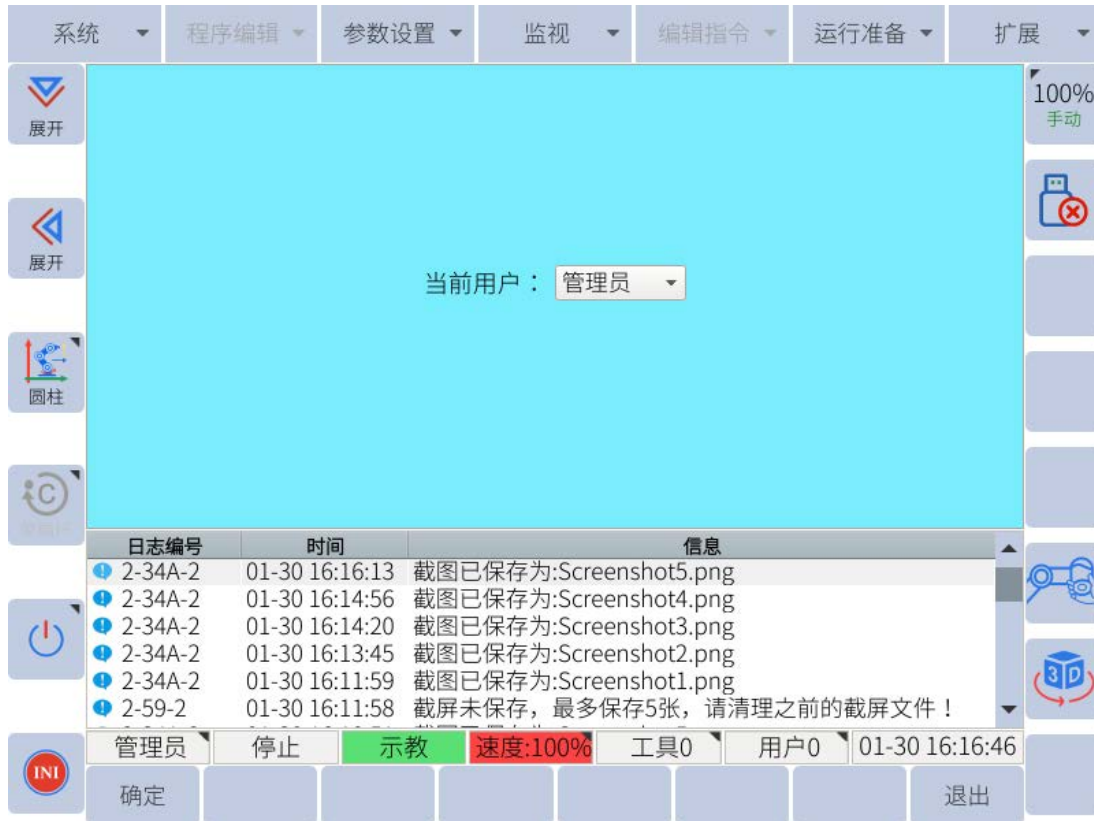 系统 程序编辑 参数设置 监视 编辑指令 运行准备 扩展
展开
100%
手动
展开
当前用户： 管理员
圆柱
C
日志编号 时间 信息
2-34A-2 01-30 16:16:13 截图已保存为:Screenshot5.png
2-34A-2 01-30 16:14:56 截图已保存为:Screenshot4.png
2-34A-2 01-30 16:14:20 截图已保存为:Screenshot3.png
2-34A-2 01-30 16:13:45 截图已保存为:Screenshot2.png
2-34A-2 01-30 16:11:59 截图已保存为:Screenshot1.png
2-59-2 01-30 16:11:58 截屏未保存，最多保存5张，请清理之前的截屏文件！
3D
管理员 停止 示教 速度:100% 工具0 用户0 01-30 16:16:46
INI
确定 退出